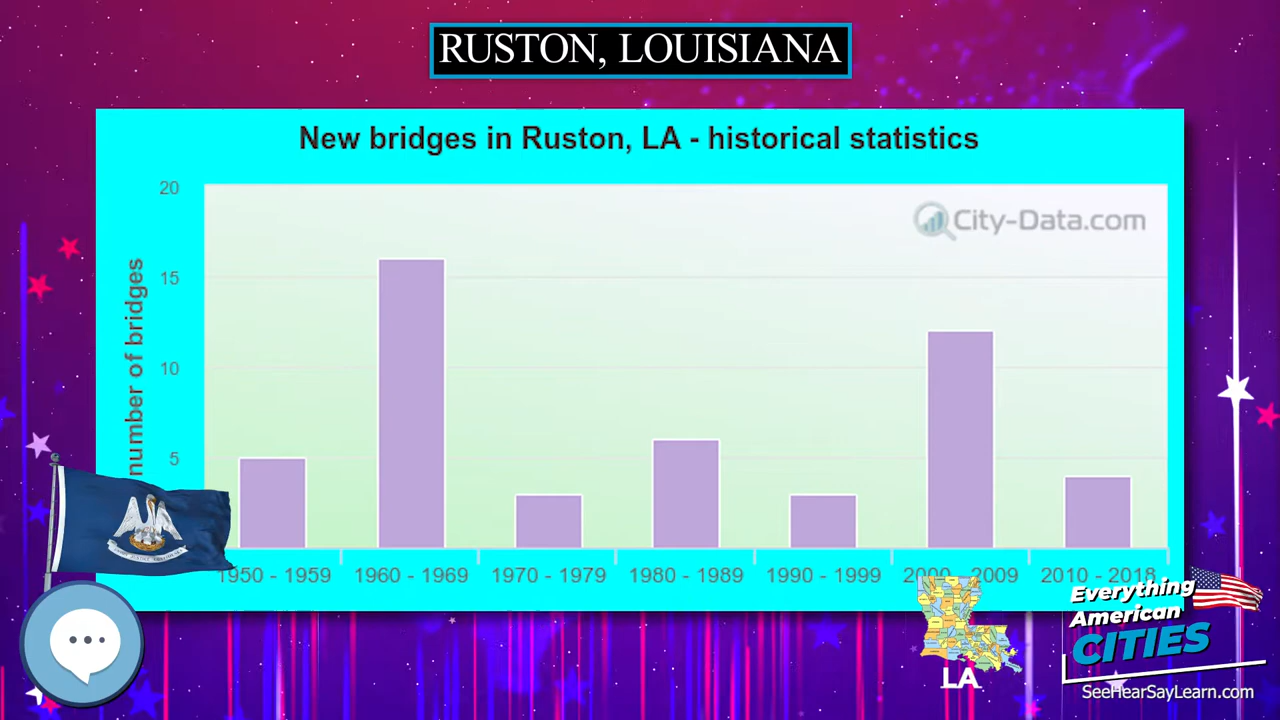 RUSTON, LOUISIANA
New bridges in Ruston, LA - historical statistics
20
City-Data.com
15
number of bridges
10
5
1950 - 1959 1960 - 1969 1970 - 1979 1980 - 1989 1990 - 1999 2000 - 2009 2010 - 2018
Everything
American
CITIES
LA
SeeHearSayLearn.com